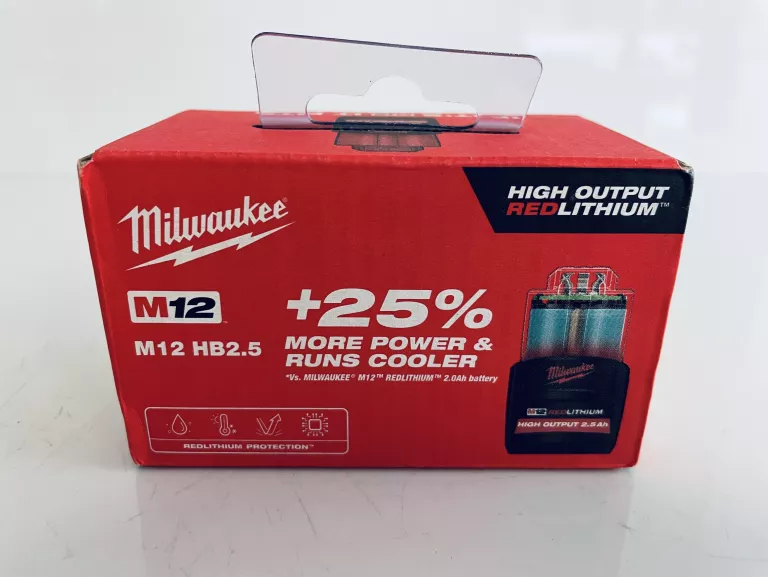 HIGH OUTPUT
REDLITHIUM™
Milwaukee®
M12™
M12 HB2.5
+25%
MORE POWER &
RUNS COOLER
*Vs. MILWAUKEE® M12™ REDLITHIUM™ 2.0Ah battery
REDLITHIUM PROTECTION™
Milwaukee
M12 REDLITHIUM
HIGH OUTPUT 2.5Ah